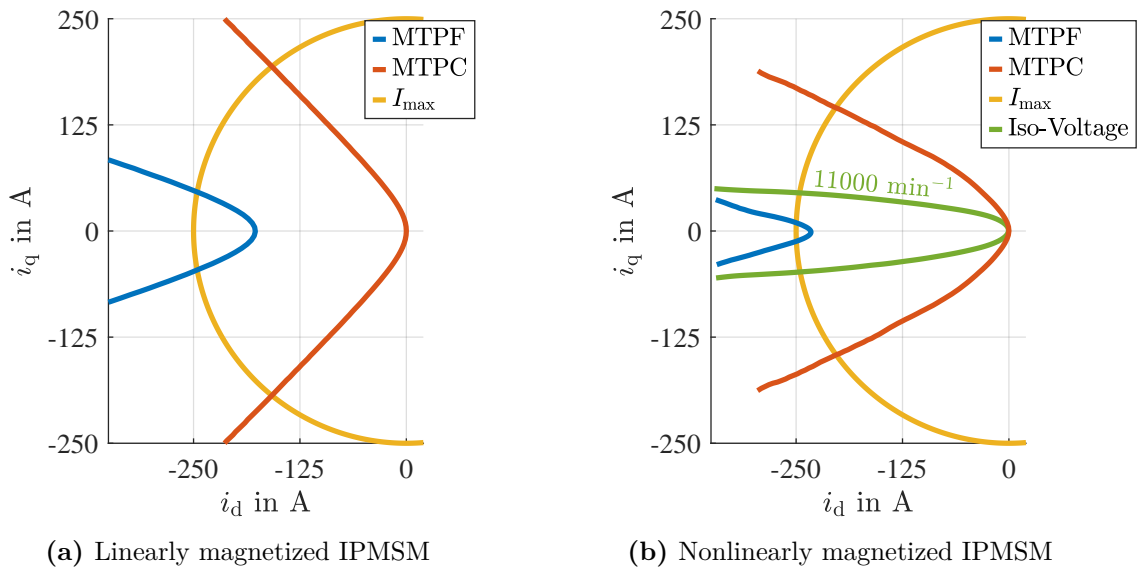 250
125
0
-125
-250
i_q in A
-250
-125
0
i_d in A
MTPF
MTPC
I_max
(a) Linearly magnetized IPMSM
250
125
0
-125
-250
i_q in A
-250
-125
0
i_d in A
MTPF
MTPC
I_max
Iso-Voltage
11000 min⁻¹
(b) Nonlinearly magnetized IPMSM